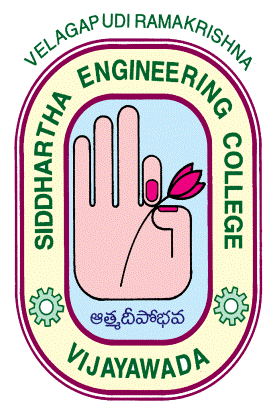 VELAGAPUDI RAMAKRISHNA
SIDDHARTHA ENGINEERING COLLEGE
ఆత్మదీపోభవ
VIJAYAWADA